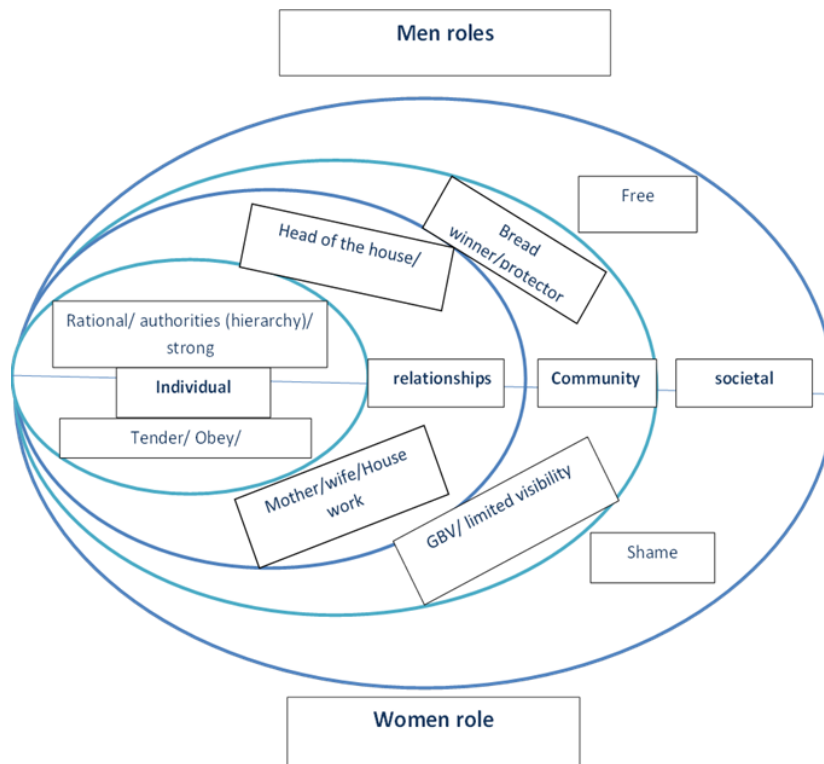 Men roles
Free
Bread
winner/protector
Head of the house/
Rational/ authorities (hierarchy)/
strong
Individual
relationships
Community
societal
Tender/ Obey/
Mother/wife/House
work
GBV/ limited visibility
Shame
Women role